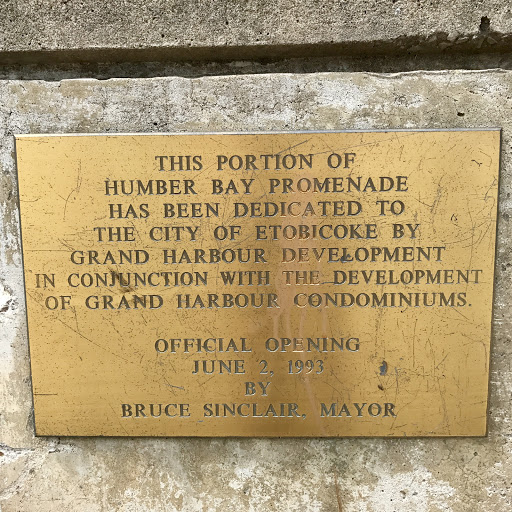 THIS PORTION OF
HUMBER BAY PROMENADE
HAS BEEN DEDICATED TO
THE CITY OF ETOBICOKE BY
GRAND HARBOUR DEVELOPMENT
IN CONJUNCTION WITH THE DEVELOPMENT
OF GRAND HARBOUR CONDOMINIUMS.
OFFICIAL OPENING
JUNE 2, 1993
BY
BRUCE SINCLAIR, MAYOR